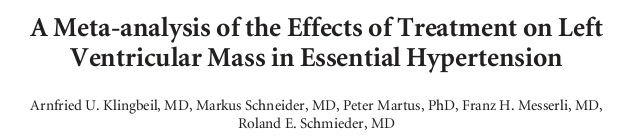 A Meta-analysis of the Effects of Treatment on Left
Ventricular Mass in Essential Hypertension
Arnfried U. Klingbeil, MD, Markus Schneider, MD, Peter Martus, PhD, Franz H. Messerli, MD,
Roland E. Schmieder, MD